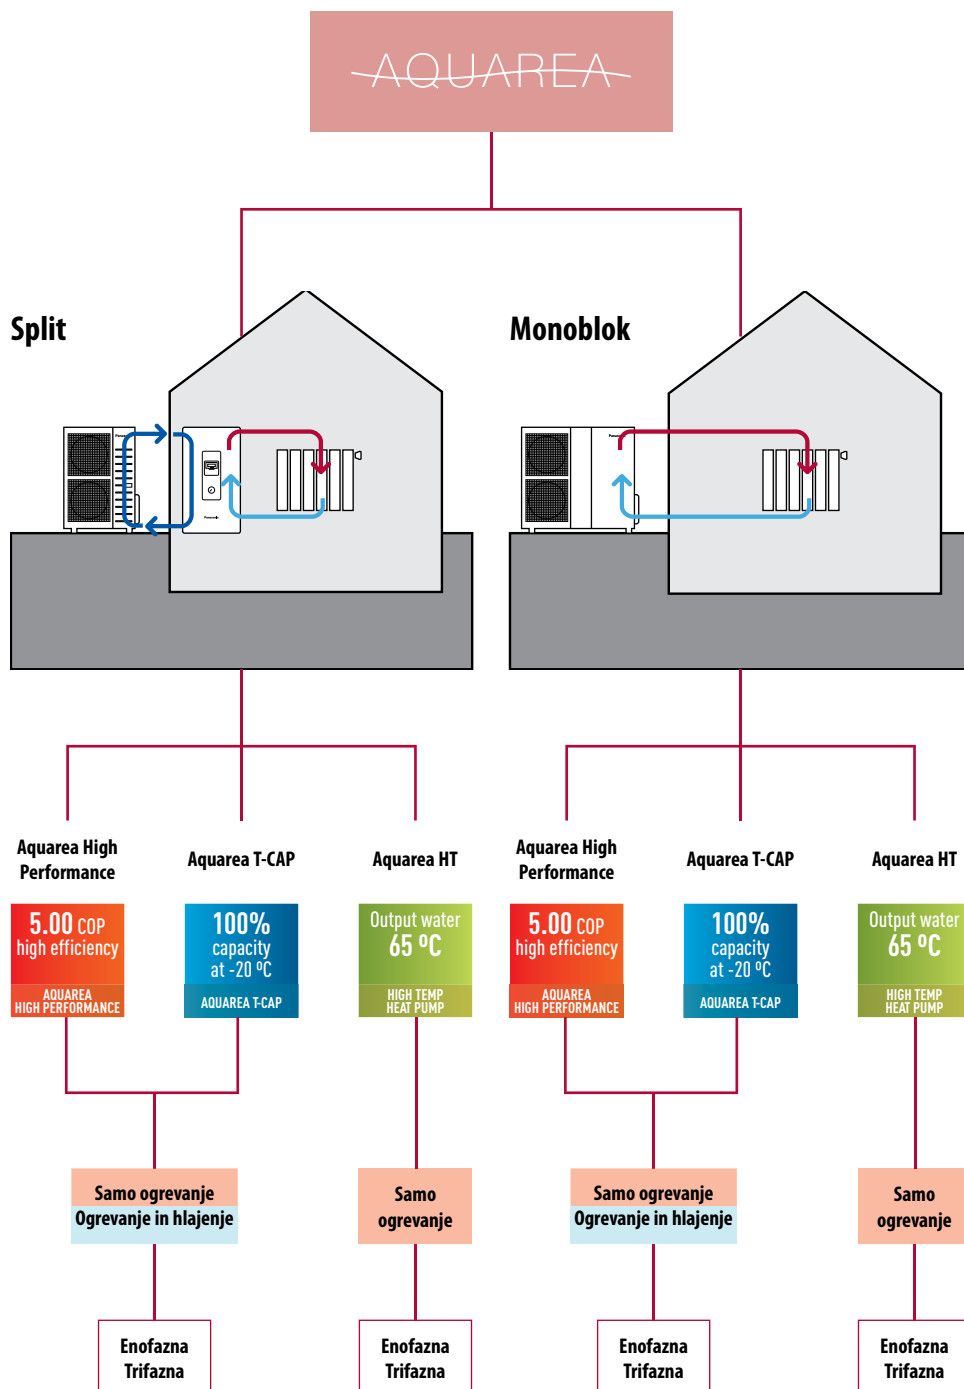 AQUAREA
Split
Monoblok
Panasonic
Panasonic
Panasonic
Aquarea High
Performance
Aquarea T-CAP
Aquarea HT
Aquarea High
Performance
Aquarea T-CAP
Aquarea HT
5.00 COP
high efficiency
AQUAREA
HIGH PERFORMANCE
100%
capacity
at -20 ºC
AQUAREA T-CAP
Output water
65 ºC
HIGH TEMP
HEAT PUMP
5.00 COP
high efficiency
AQUAREA
HIGH PERFORMANCE
100%
capacity
at -20 ºC
AQUAREA T-CAP
Output water
65 ºC
HIGH TEMP
HEAT PUMP
Samo ogrevanje
Ogrevanje in hlajenje
Samo
ogrevanje
Samo ogrevanje
Ogrevanje in hlajenje
Samo
ogrevanje
Enofazna
Trifazna
Enofazna
Trifazna
Enofazna
Trifazna
Enofazna
Trifazna